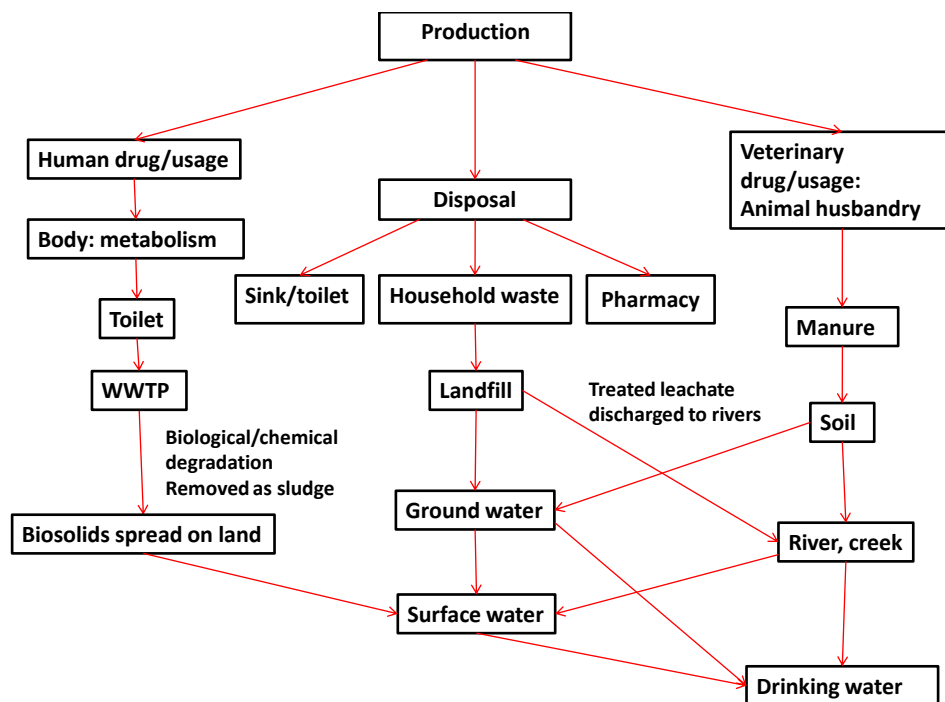 Production
Human drug/usage
Veterinary
drug/usage:
Animal husbandry
Disposal
Body: metabolism
Sink/toilet
Household waste
Pharmacy
Toilet
Manure
WWTP
Landfill
Treated leachate
discharged to rivers
Soil
Biological/chemical
degradation
Removed as sludge
Ground water
Biosolids spread on land
River, creek
Surface water
Drinking water